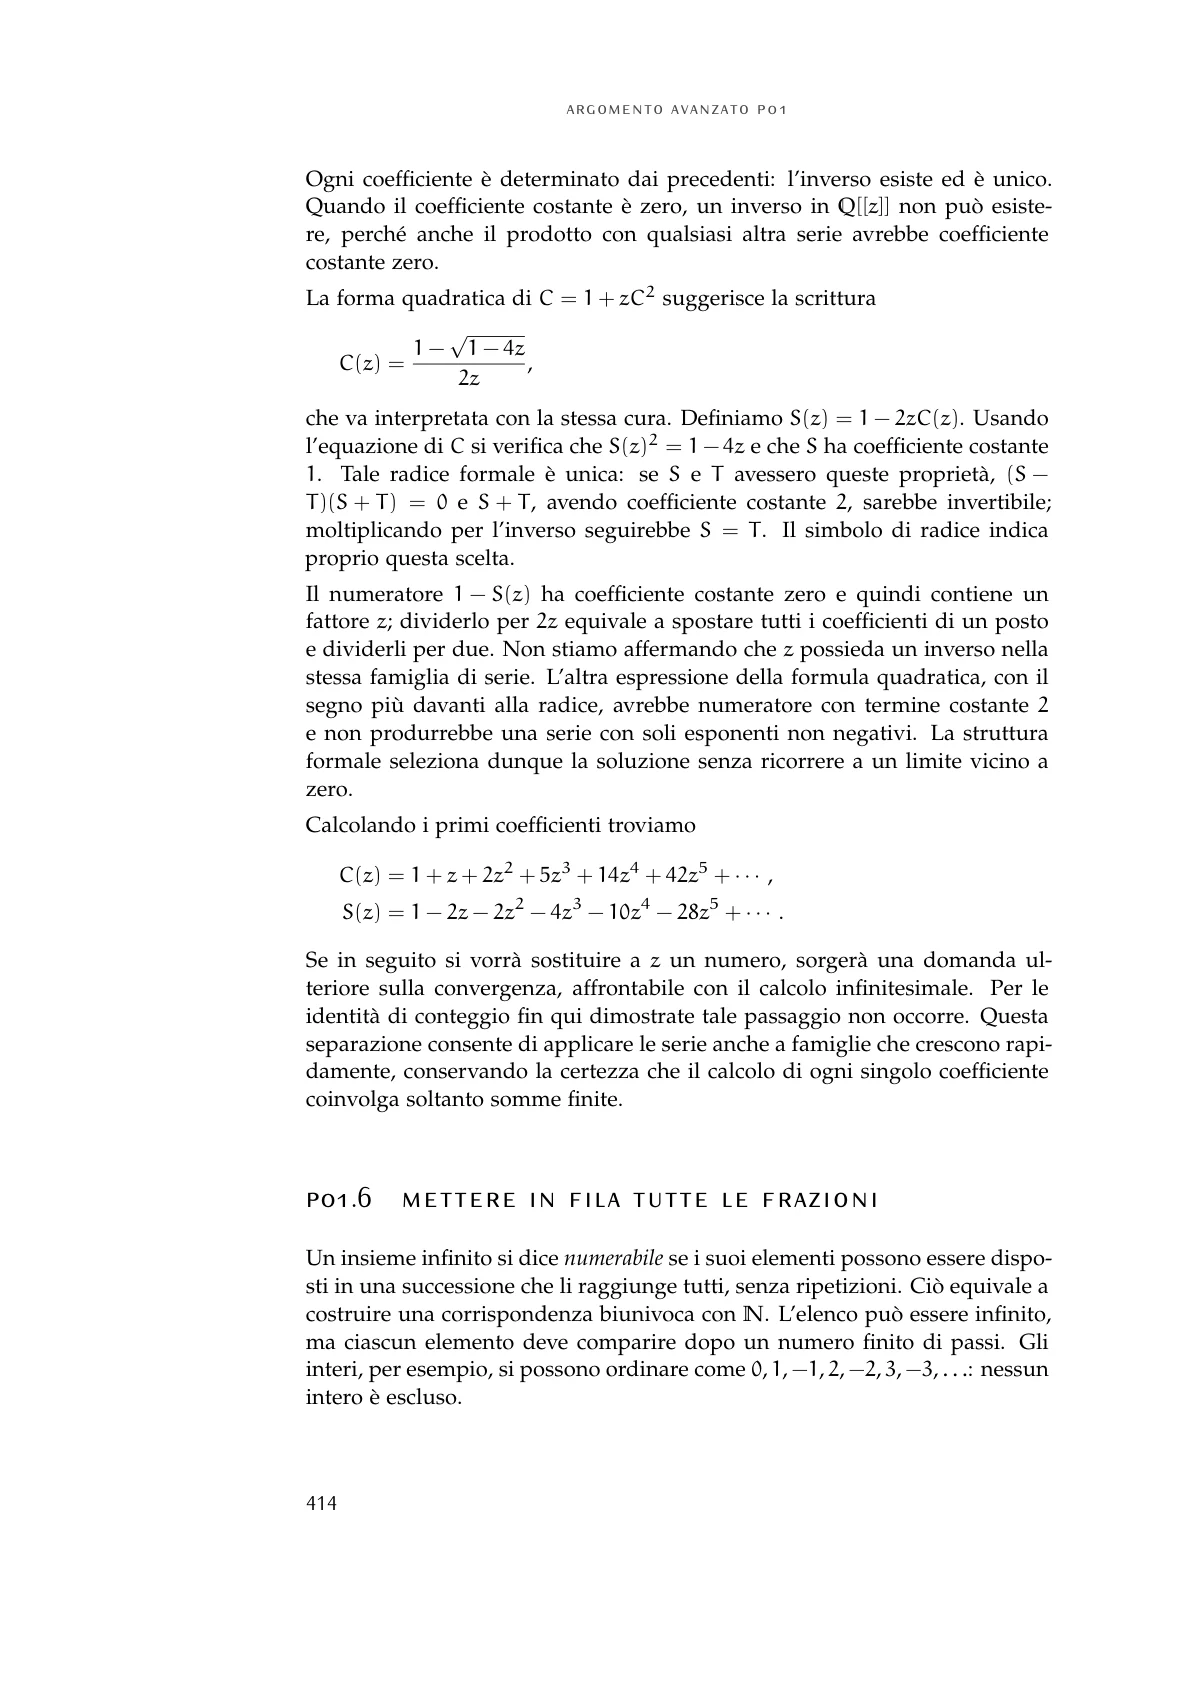 ARGOMENTO AVANZATO P01
Ogni coefficiente è determinato dai precedenti: l'inverso esiste ed è unico.
Quando il coefficiente costante è zero, un inverso in ℚ[[z]] non può esiste-
re, perché anche il prodotto con qualsiasi altra serie avrebbe coefficiente
costante zero.
La forma quadratica di C = 1 + zC² suggerisce la scrittura
C(z) = (1 − √(1 − 4z)) / 2z,
che va interpretata con la stessa cura. Definiamo S(z) = 1 − 2zC(z). Usando
l'equazione di C si verifica che S(z)² = 1 − 4z e che S ha coefficiente costante
1. Tale radice formale è unica: se S e T avessero queste proprietà, (S −
T)(S + T) = 0 e S + T, avendo coefficiente costante 2, sarebbe invertibile;
moltiplicando per l'inverso seguirebbe S = T. Il simbolo di radice indica
proprio questa scelta.
Il numeratore 1 − S(z) ha coefficiente costante zero e quindi contiene un
fattore z; dividerlo per 2z equivale a spostare tutti i coefficienti di un posto
e dividerli per due. Non stiamo affermando che z possieda un inverso nella
stessa famiglia di serie. L'altra espressione della formula quadratica, con il
segno più davanti alla radice, avrebbe numeratore con termine costante 2
e non produrrebbe una serie con soli esponenti non negativi. La struttura
formale seleziona dunque la soluzione senza ricorrere a un limite vicino a
zero.
Calcolando i primi coefficienti troviamo
C(z) = 1 + z + 2z² + 5z³ + 14z⁴ + 42z⁵ + ⋯ ,
S(z) = 1 − 2z − 2z² − 4z³ − 10z⁴ − 28z⁵ + ⋯ .
Se in seguito si vorrà sostituire a z un numero, sorgerà una domanda ul-
teriore sulla convergenza, affrontabile con il calcolo infinitesimale. Per le
identità di conteggio fin qui dimostrate tale passaggio non occorre. Questa
separazione consente di applicare le serie anche a famiglie che crescono rapi-
damente, conservando la certezza che il calcolo di ogni singolo coefficiente
coinvolga soltanto somme finite.
P01.6 METTERE IN FILA TUTTE LE FRAZIONI
Un insieme infinito si dice numerabile se i suoi elementi possono essere dispo-
sti in una successione che li raggiunge tutti, senza ripetizioni. Ciò equivale a
costruire una corrispondenza biunivoca con ℕ. L'elenco può essere infinito,
ma ciascun elemento deve comparire dopo un numero finito di passi. Gli
interi, per esempio, si possono ordinare come 0, 1, −1, 2, −2, 3, −3, . . .: nessun
intero è escluso.
414